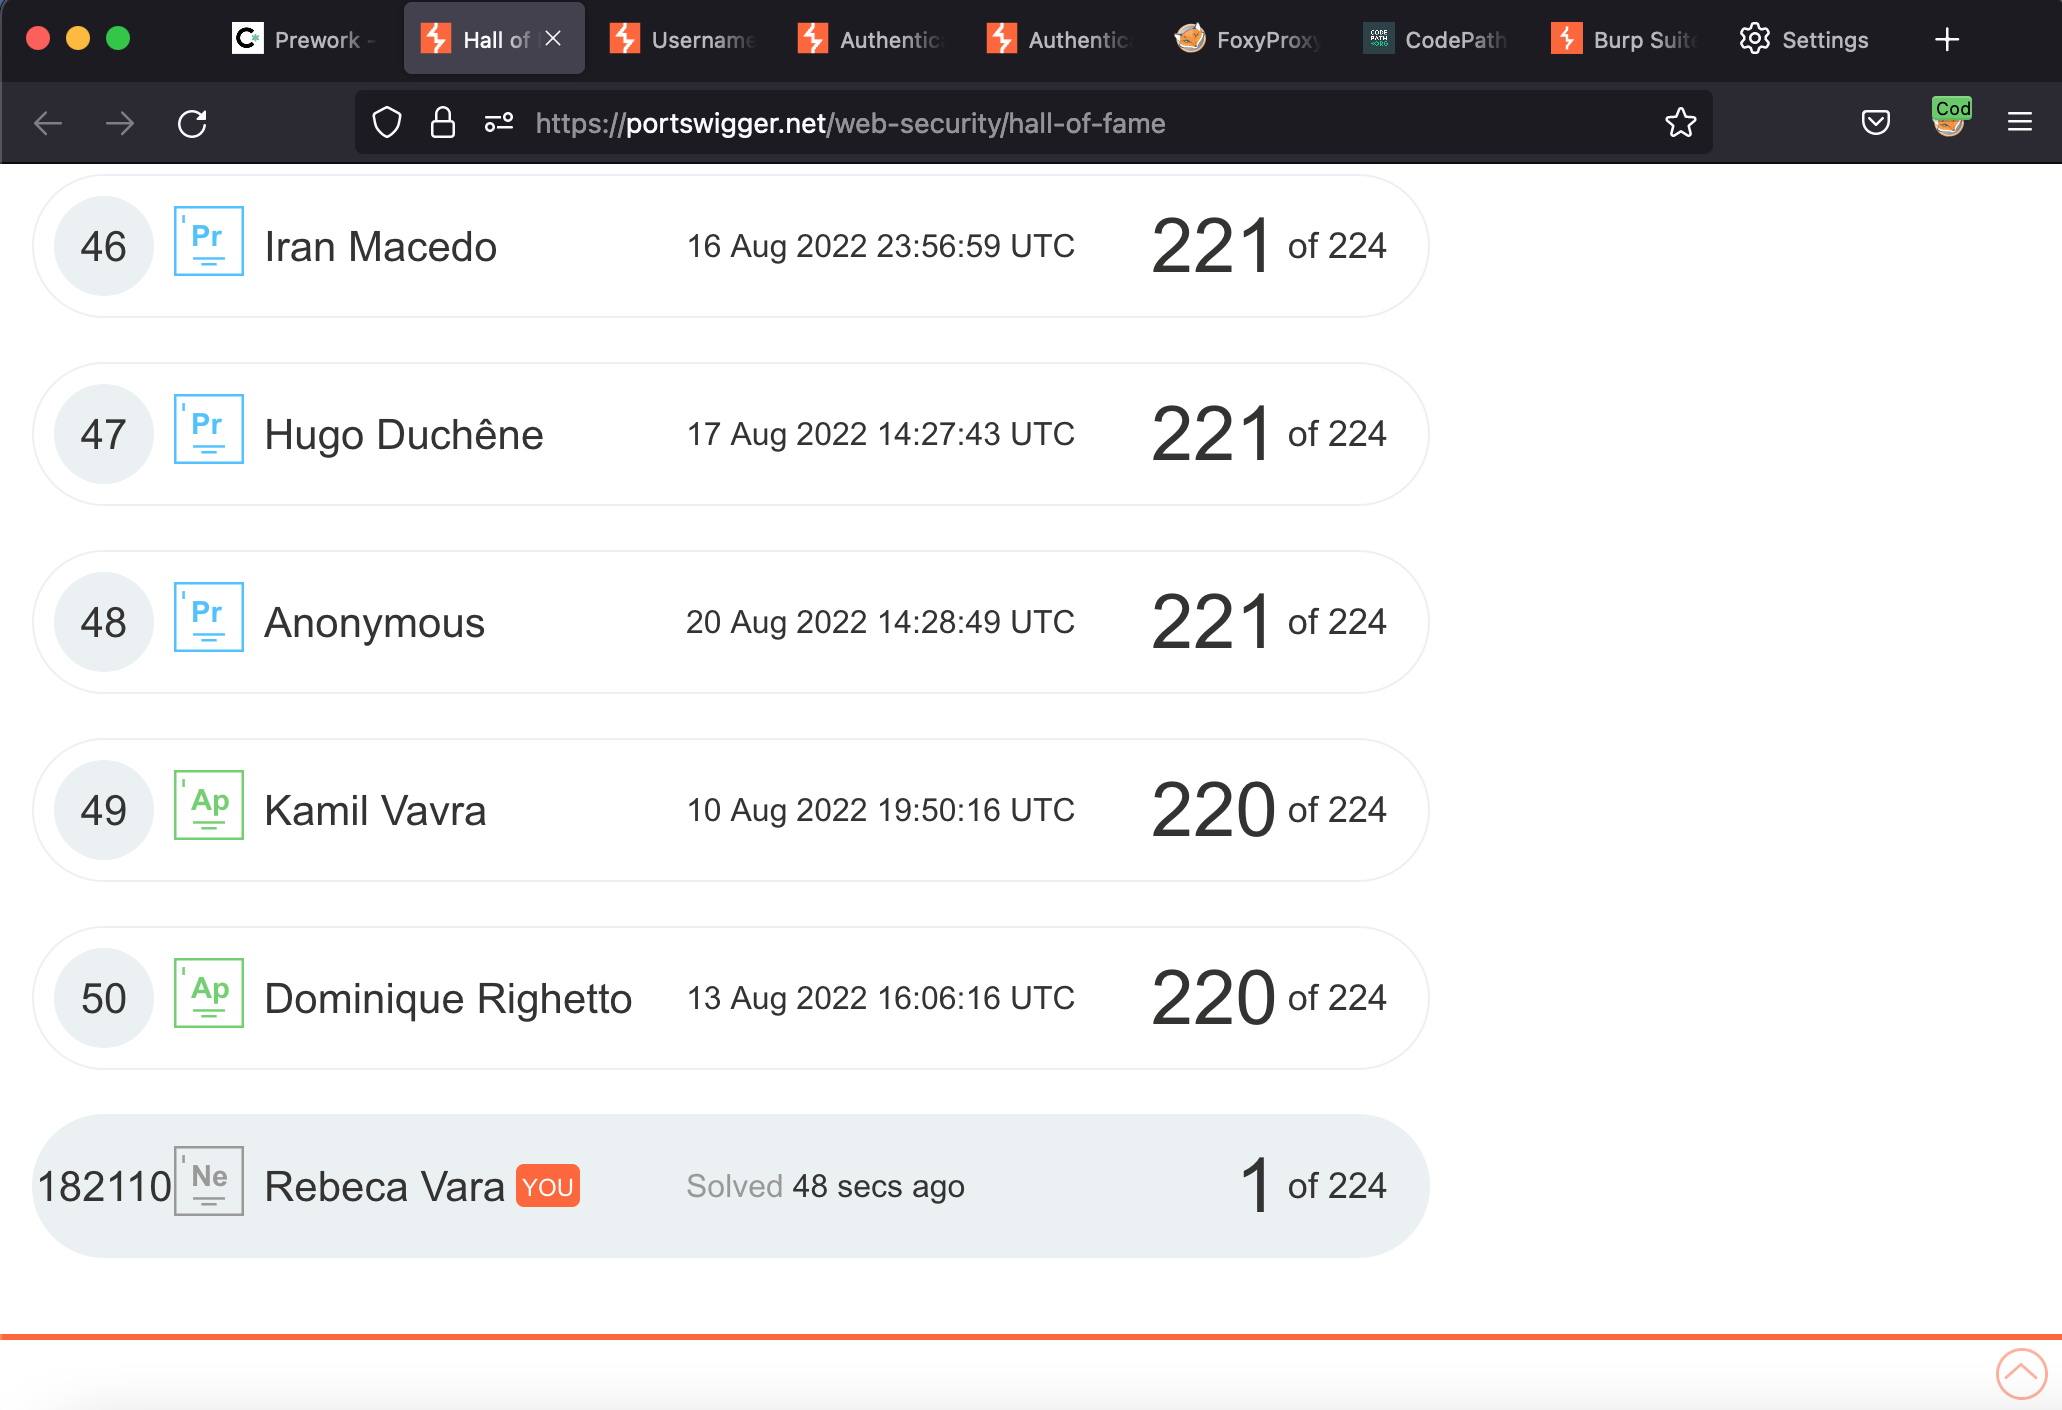 Prework - Hall of Username Authentic Authentic FoxyProxy CodePath Burp Suite Settings
https://portswigger.net/web-security/hall-of-fame Cod
46 Pr Iran Macedo 16 Aug 2022 23:56:59 UTC 221 of 224
47 Pr Hugo Duchêne 17 Aug 2022 14:27:43 UTC 221 of 224
48 Pr Anonymous 20 Aug 2022 14:28:49 UTC 221 of 224
49 Ap Kamil Vavra 10 Aug 2022 19:50:16 UTC 220 of 224
50 Ap Dominique Righetto 13 Aug 2022 16:06:16 UTC 220 of 224
182110 Ne Rebeca Vara YOU Solved 48 secs ago 1 of 224